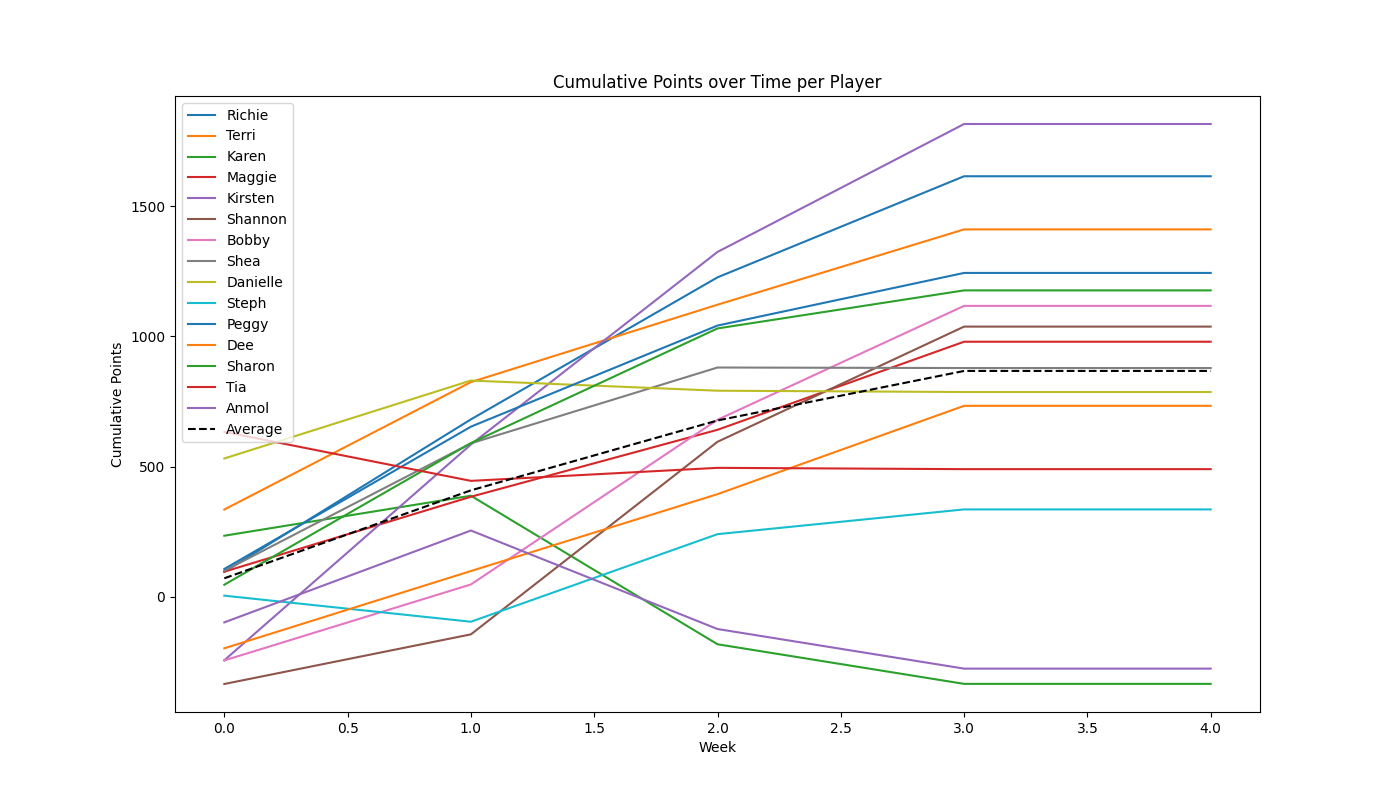 Cumulative Points over Time per Player
Richie
Terri
Karen
Maggie
Kirsten
Shannon
Bobby
Shea
Danielle
Steph
Peggy
Dee
Sharon
Tia
Anmol
Average
Cumulative Points
1500
1000
500
0
0.0 0.5 1.0 1.5 2.0 2.5 3.0 3.5 4.0
Week